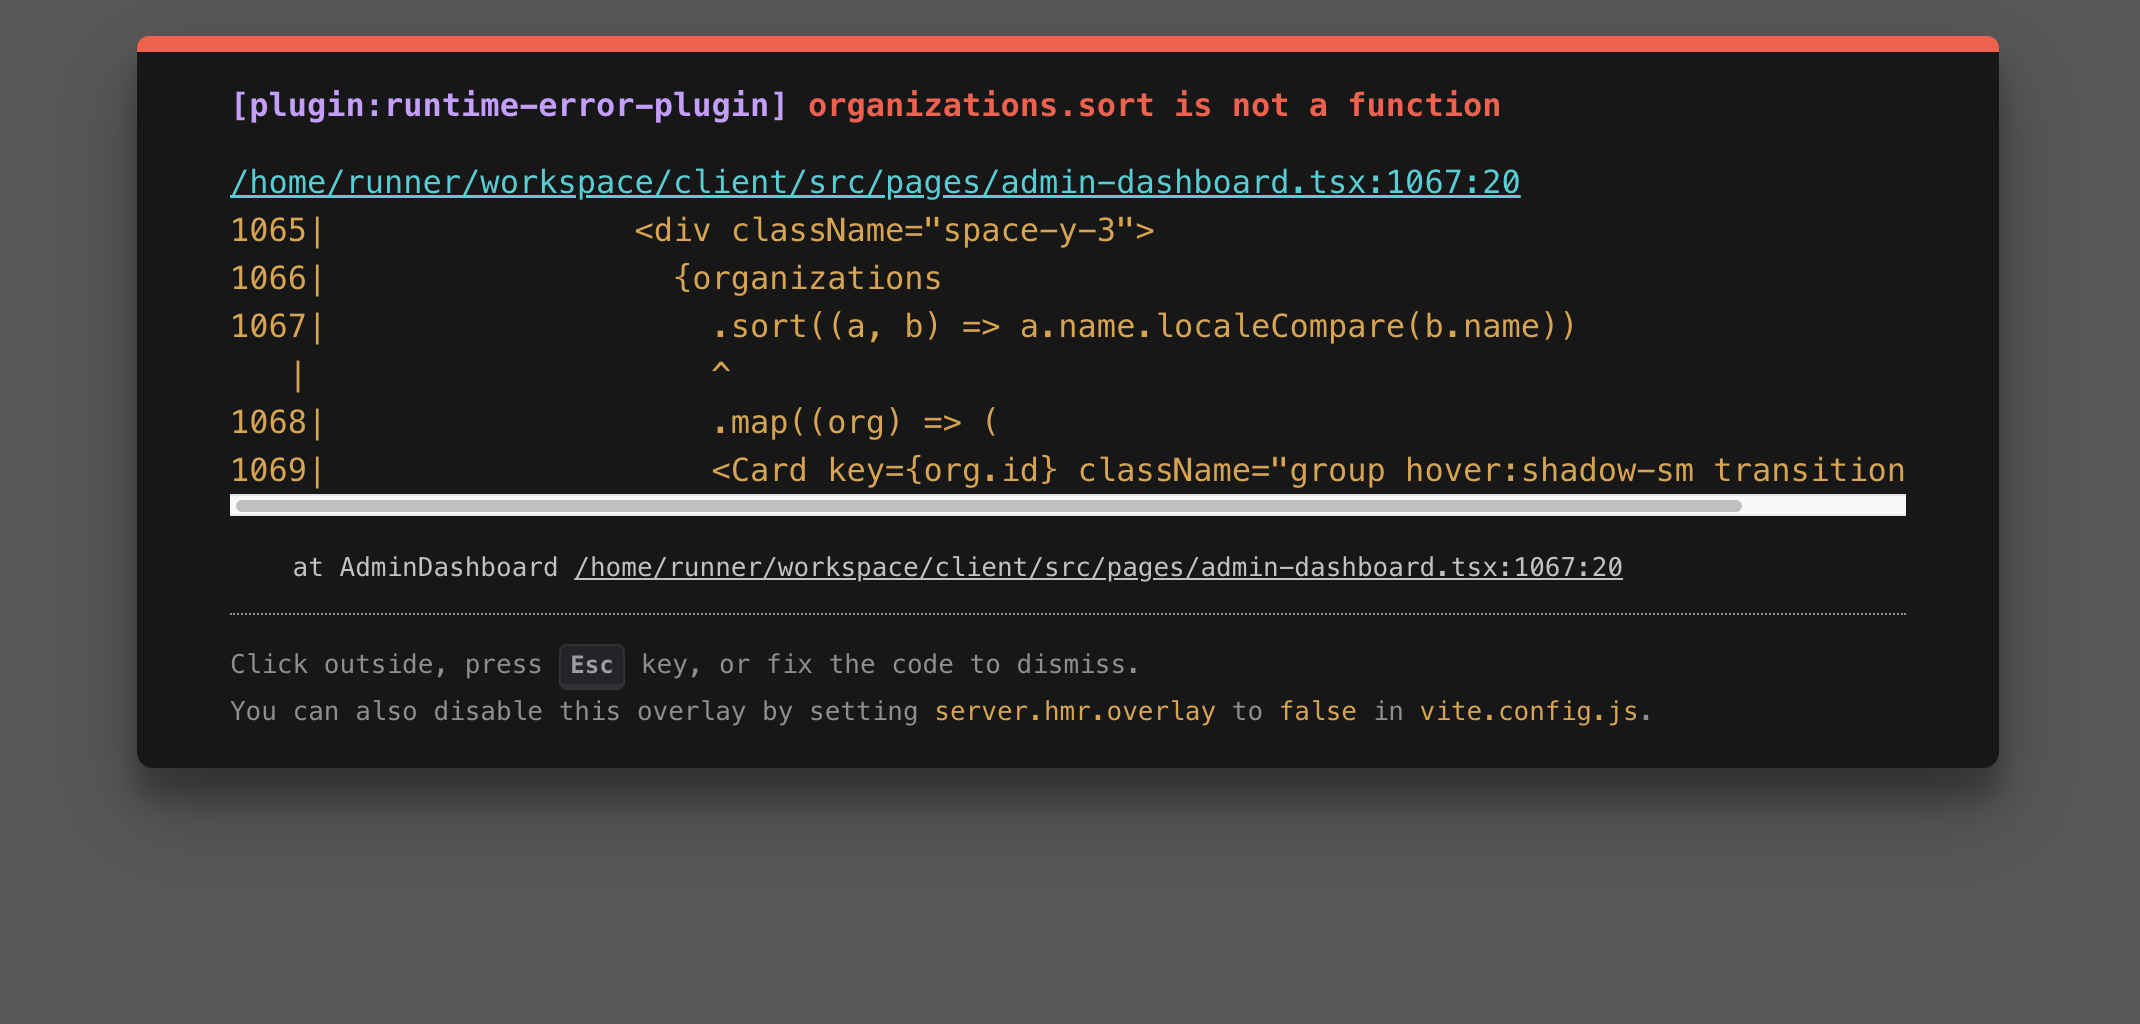 [plugin:runtime-error-plugin] organizations.sort is not a function
/home/runner/workspace/client/src/pages/admin-dashboard.tsx:1067:20
1065|                <div className="space-y-3">
1066|                  {organizations
1067|                    .sort((a, b) => a.name.localeCompare(b.name))
   |                     ^
1068|                    .map((org) => (
1069|                    <Card key={org.id} className="group hover:shadow-sm transition
    at AdminDashboard /home/runner/workspace/client/src/pages/admin-dashboard.tsx:1067:20
Click outside, press Esc key, or fix the code to dismiss.
You can also disable this overlay by setting server.hmr.overlay to false in vite.config.js.